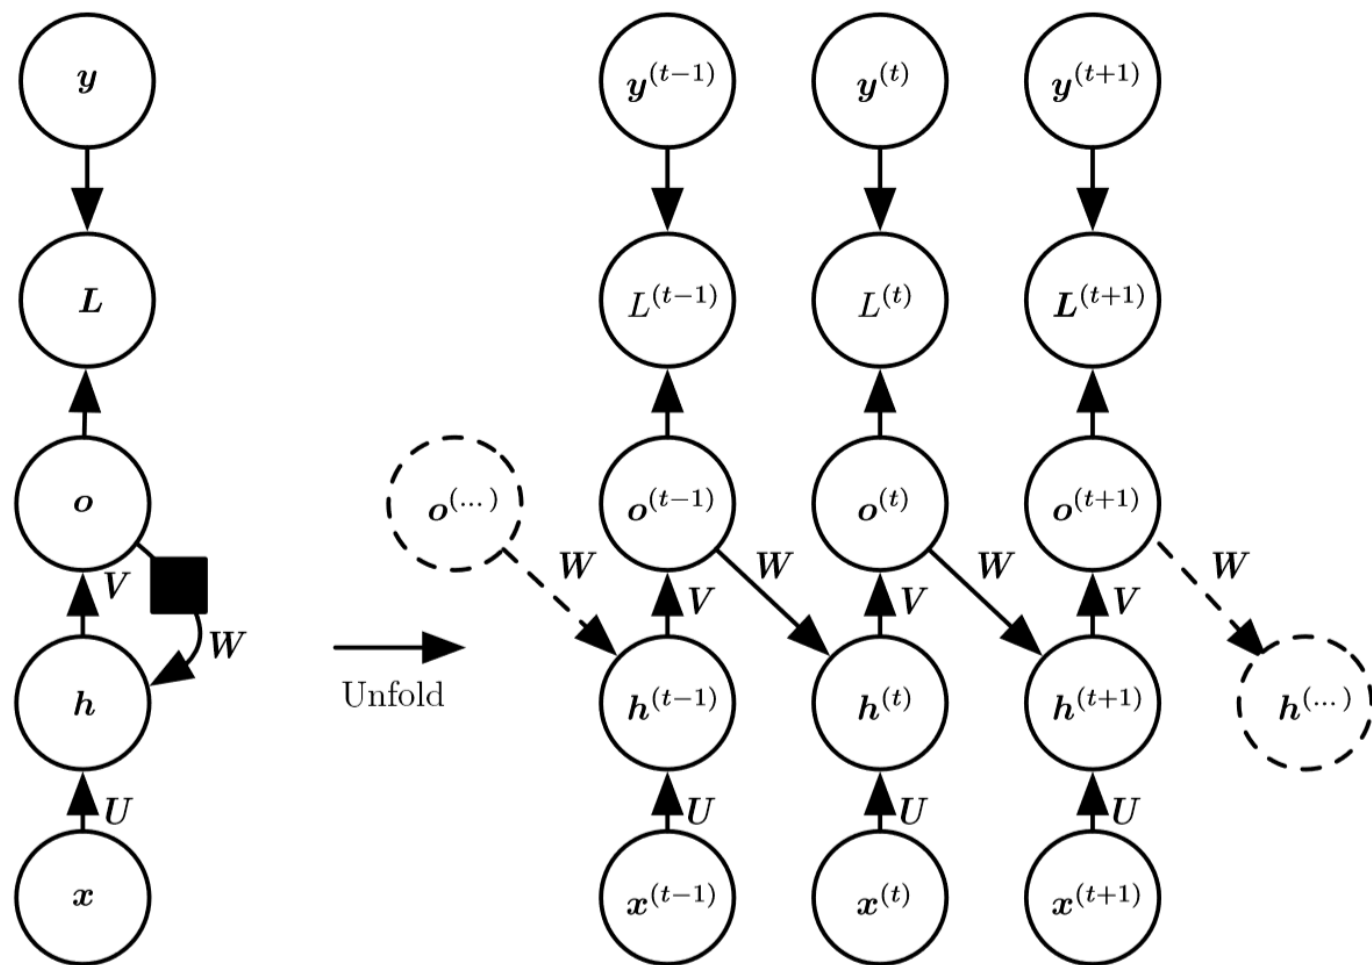 y y^(t−1) y^(t) y^(t+1)
L L^(t−1) L^(t) L^(t+1)
o o^(...) o^(t−1) o^(t) o^(t+1)
W W W W
V V V V
W
Unfold
h h^(t−1) h^(t) h^(t+1) h^(...)
U U U U
x x^(t−1) x^(t) x^(t+1)